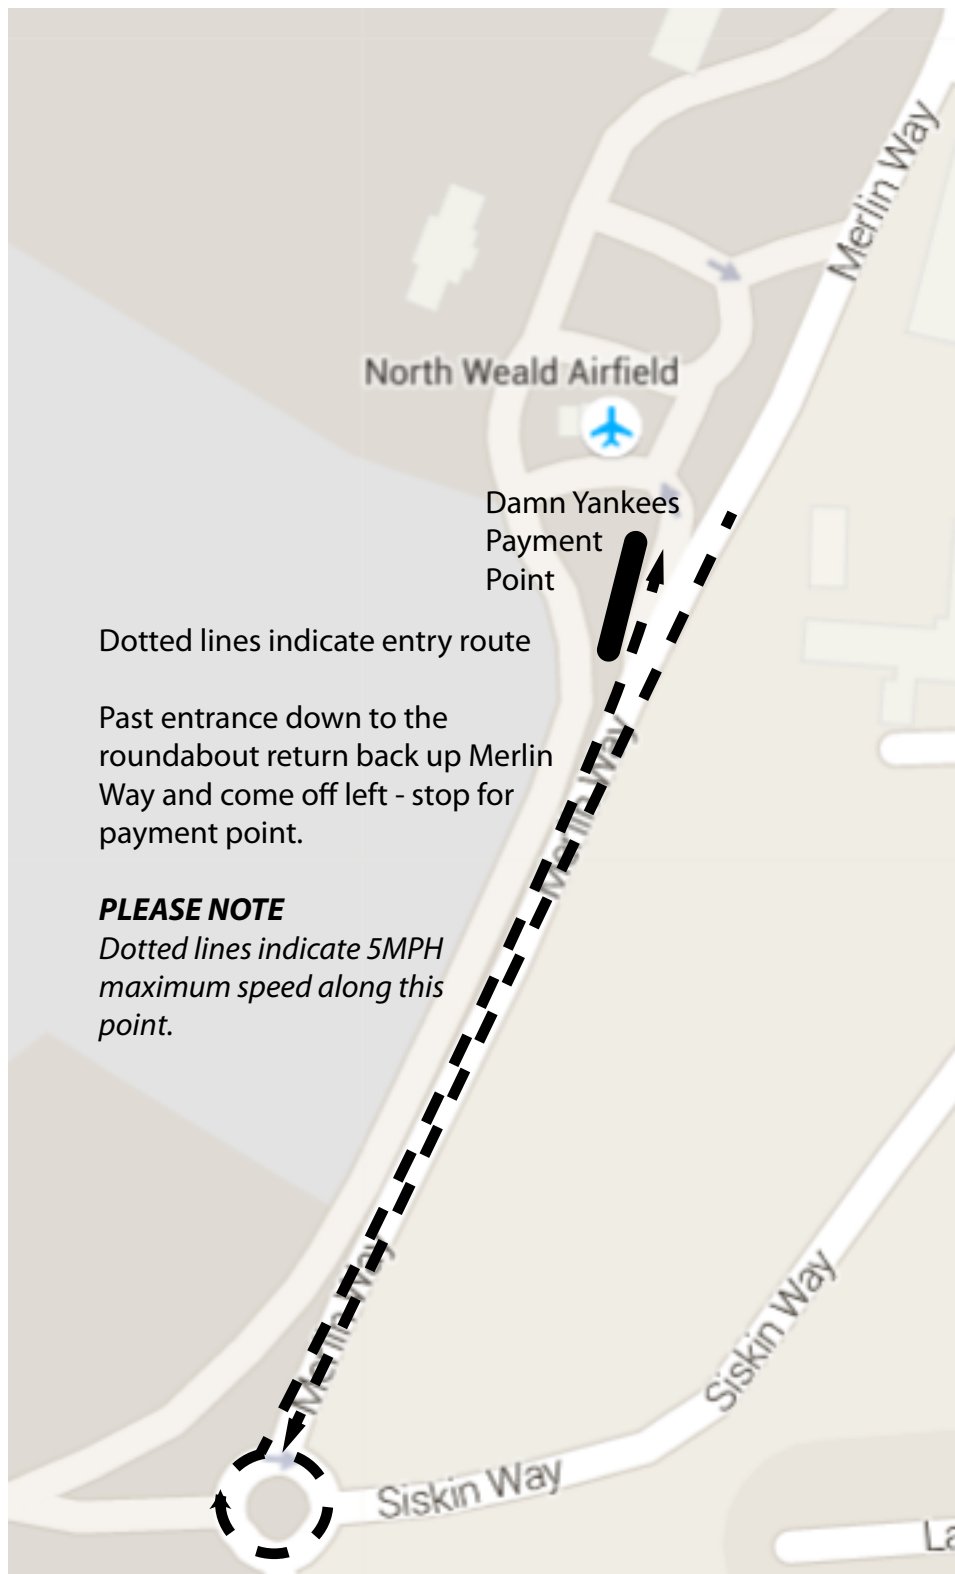 Merlin Way
North Weald Airfield
Damn Yankees
Payment
Point
Dotted lines indicate entry route
Past entrance down to the
roundabout return back up Merlin
Way and come off left - stop for
payment point.
Merlin Way
PLEASE NOTE
Dotted lines indicate 5MPH
maximum speed along this
point.
Merlin Way
Siskin Way
Siskin Way
La